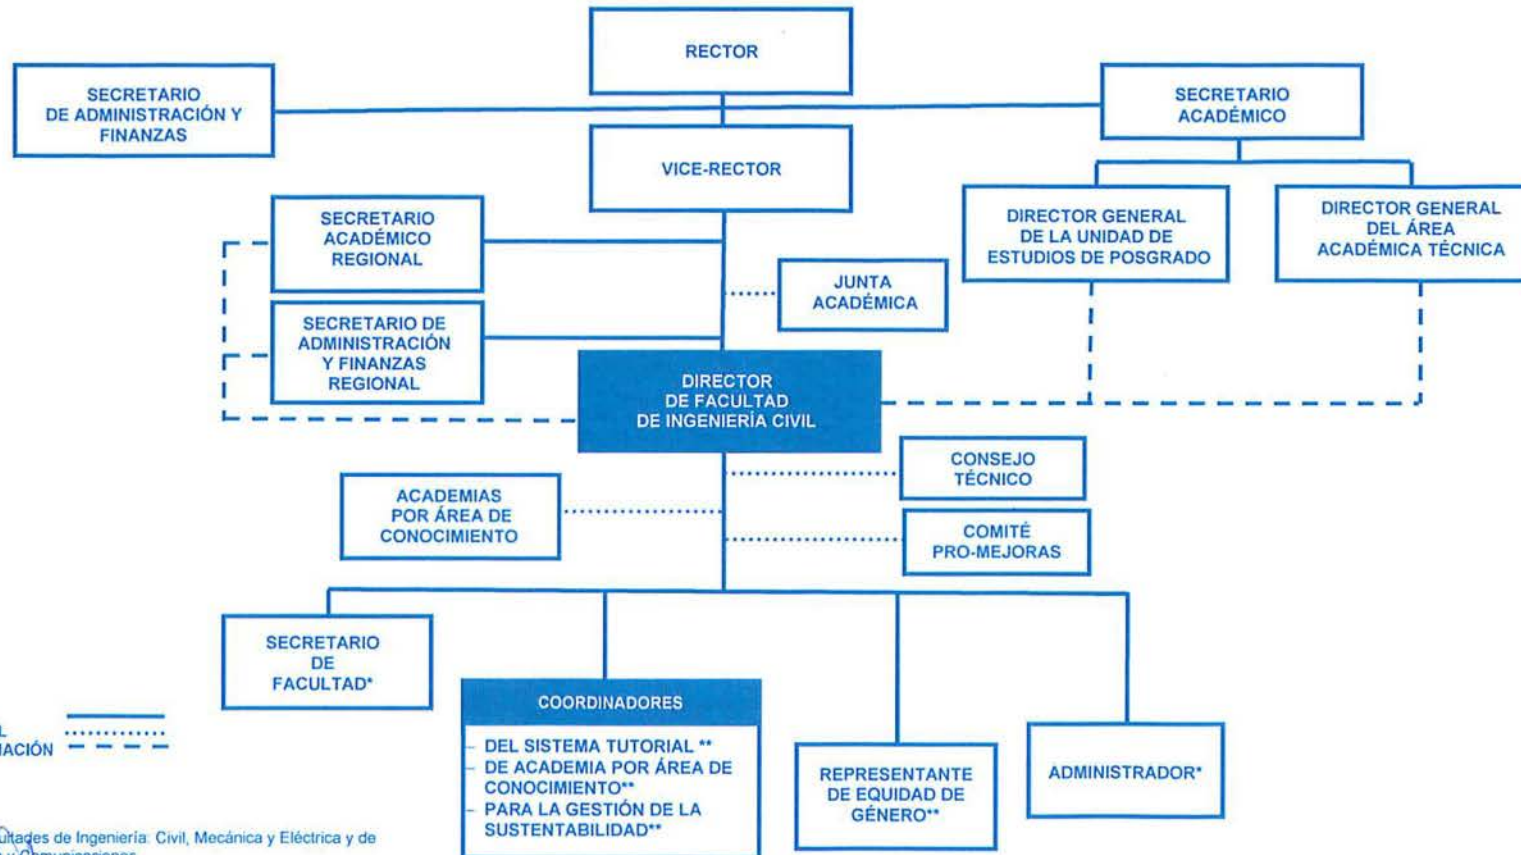 RECTOR
SECRETARIO
DE ADMINISTRACIÓN Y
FINANZAS
SECRETARIO
ACADÉMICO
VICE-RECTOR
SECRETARIO
ACADÉMICO
REGIONAL
DIRECTOR GENERAL
DE LA UNIDAD DE
ESTUDIOS DE POSGRADO
DIRECTOR GENERAL
DEL ÁREA
ACADÉMICA TÉCNICA
JUNTA
ACADÉMICA
SECRETARIO DE
ADMINISTRACIÓN
Y FINANZAS
REGIONAL
DIRECTOR
DE FACULTAD
DE INGENIERÍA CIVIL
CONSEJO
TÉCNICO
ACADEMIAS
POR ÁREA DE
CONOCIMIENTO
COMITÉ
PRO-MEJORAS
SECRETARIO
DE
FACULTAD*
COORDINADORES
- DEL SISTEMA TUTORIAL **
- DE ACADEMIA POR ÁREA DE
CONOCIMIENTO**
- PARA LA GESTIÓN DE LA
SUSTENTABILIDAD**
REPRESENTANTE
DE EQUIDAD DE
GÉNERO**
ADMINISTRADOR*
de Ingeniería: Civil, Mecánica y Eléctrica y de